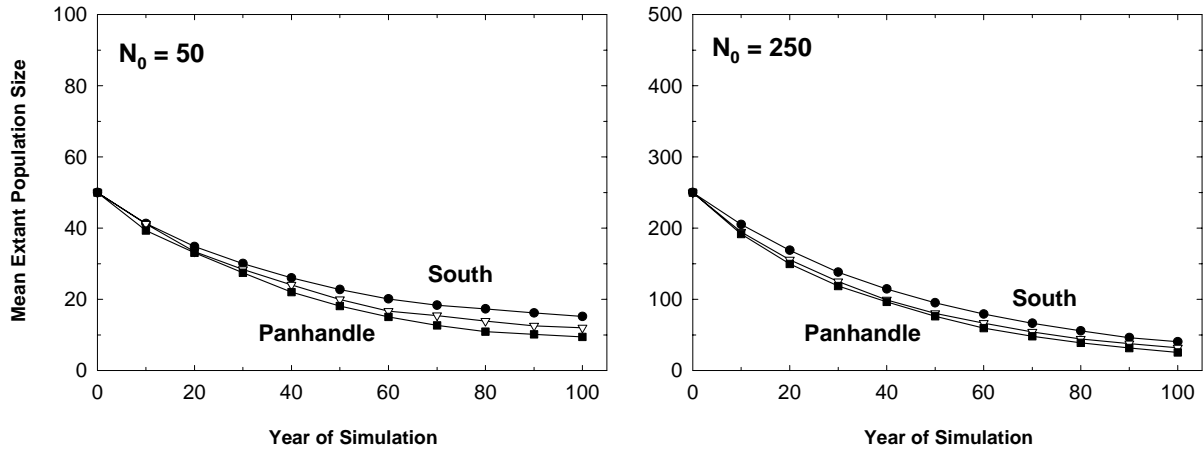 Mean Extant Population Size
100
80
60
40
20
0
N0 = 50
South
Panhandle
0 20 40 60 80 100
Year of Simulation
500
400
300
200
100
0
N0 = 250
South
Panhandle
0 20 40 60 80 100
Year of Simulation